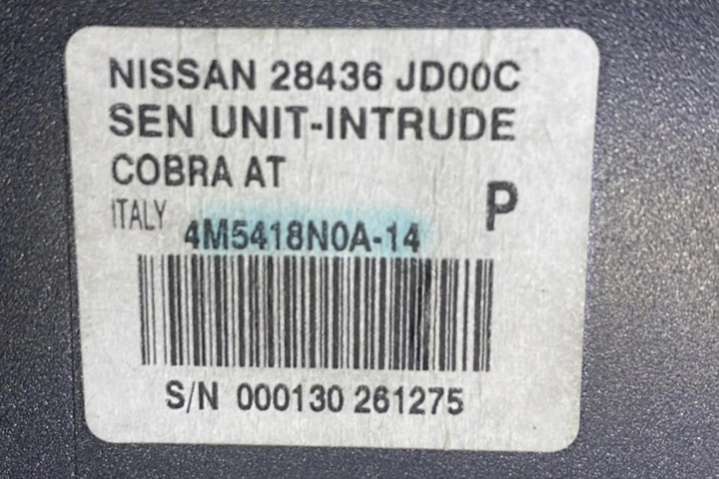 NISSAN 28436 JD00C
SEN UNIT-INTRUDE
COBRA AT
P
ITALY 4M5418N0A-14
S/N 000130 261275